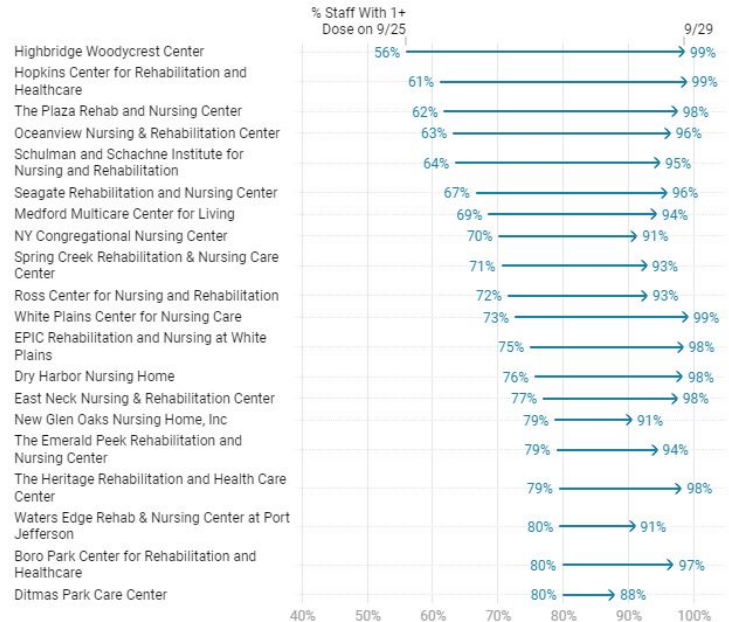 % Staff With 1+
Dose on 9/25
9/29
Highbridge Woodycrest Center 56% 99%
Hopkins Center for Rehabilitation and
Healthcare 61% 99%
The Plaza Rehab and Nursing Center 62% 98%
Oceanview Nursing & Rehabilitation Center 63% 96%
Schulman and Schachne Institute for
Nursing and Rehabilitation 64% 95%
Seagate Rehabilitation and Nursing Center 67% 96%
Medford Multicare Center for Living 69% 94%
NY Congregational Nursing Center 70% 91%
Spring Creek Rehabilitation & Nursing Care
Center 71% 93%
Ross Center for Nursing and Rehabilitation 72% 93%
White Plains Center for Nursing Care 73% 99%
EPIC Rehabilitation and Nursing at White
Plains 75% 98%
Dry Harbor Nursing Home 76% 98%
East Neck Nursing & Rehabilitation Center 77% 98%
New Glen Oaks Nursing Home, Inc 79% 91%
The Emerald Peek Rehabilitation and
Nursing Center 79% 94%
The Heritage Rehabilitation and Health Care
Center 79% 98%
Waters Edge Rehab & Nursing Center at Port
Jefferson 80% 91%
Boro Park Center for Rehabilitation and
Healthcare 80% 97%
Ditmas Park Care Center 80% 88%
40% 50% 60% 70% 80% 90% 100%